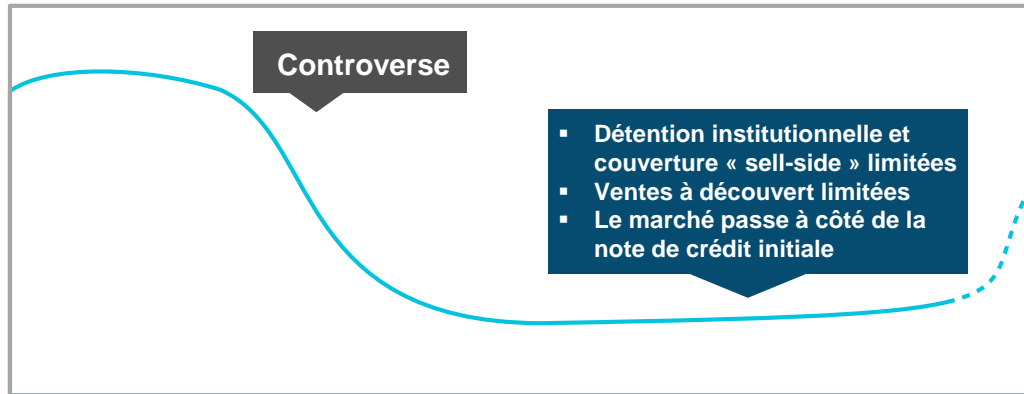 Controverse
▪ Détention institutionnelle et
couverture « sell-side » limitées
▪ Ventes à découvert limitées
▪ Le marché passe à côté de la
note de crédit initiale